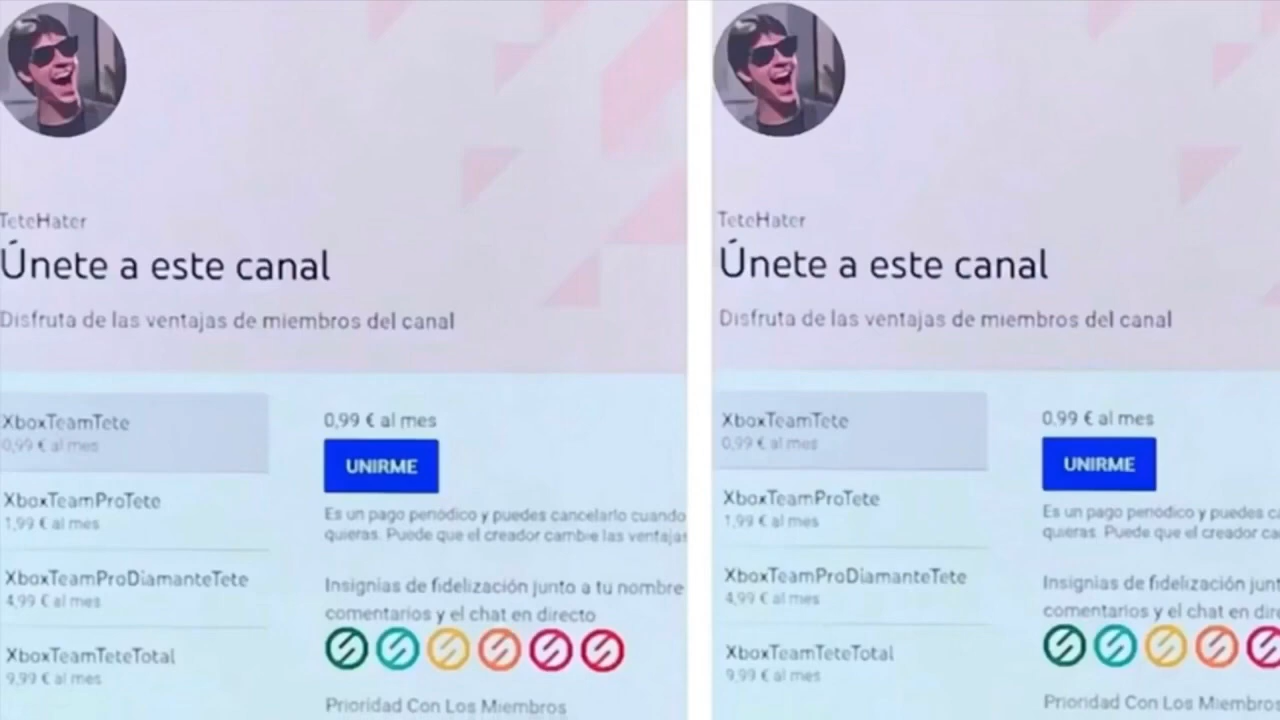 TeteHater
Únete a este canal
Disfruta de las ventajas de miembros del canal
XboxTeamTete
0,99 € al mes
XboxTeamProTete
1,99 € al mes
XboxTeamProDiamanteTete
4,99 € al mes
XboxTeamTeteTotal
9,99 € al mes
0,99 € al mes
UNIRME
Es un pago periódico y puedes cancelarlo cuando
quieras. Puede que el creador cambie las ventajas
Insignias de fidelización junto a tu nombre
comentarios y el chat en directo
Prioridad Con Los Miembros
TeteHater
Únete a este canal
Disfruta de las ventajas de miembros del canal
XboxTeamTete
0,99 € al mes
XboxTeamProTete
1,99 € al mes
XboxTeamProDiamanteTete
4,99 € al mes
XboxTeamTeteTotal
9,99 € al mes
0,99 € al mes
UNIRME
Es un pago periódico y puedes
quieras. Puede que el creador
Insignias de fidelización
comentarios y el chat en directo
Prioridad Con Los Miembros